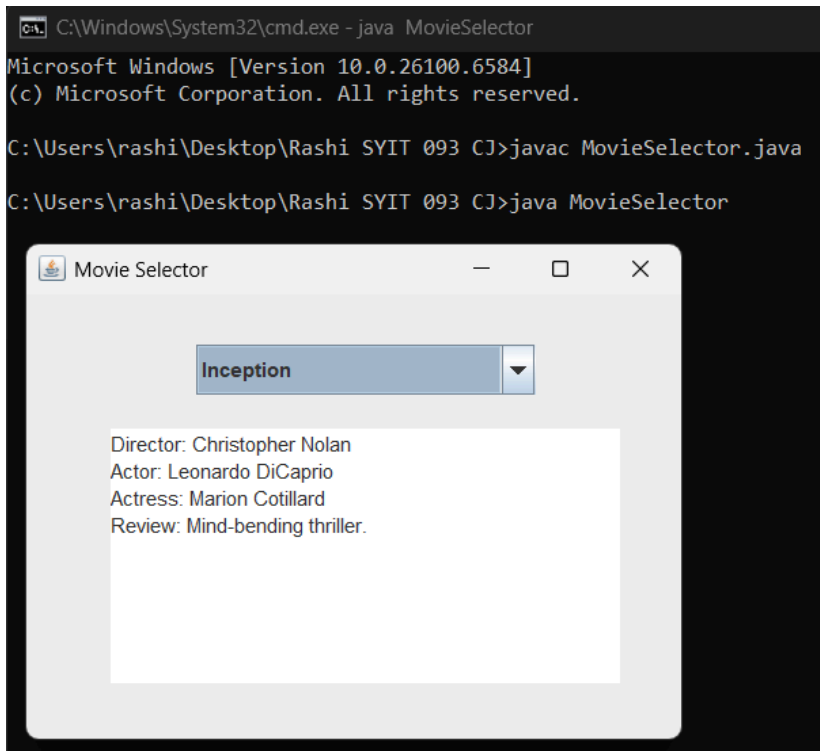 C:\Windows\System32\cmd.exe - java MovieSelector
Microsoft Windows [Version 10.0.26100.6584]
(c) Microsoft Corporation. All rights reserved.
C:\Users\rashi\Desktop\Rashi SYIT 093 CJ>javac MovieSelector.java
C:\Users\rashi\Desktop\Rashi SYIT 093 CJ>java MovieSelector
Movie Selector
Inception
Director: Christopher Nolan
Actor: Leonardo DiCaprio
Actress: Marion Cotillard
Review: Mind-bending thriller.